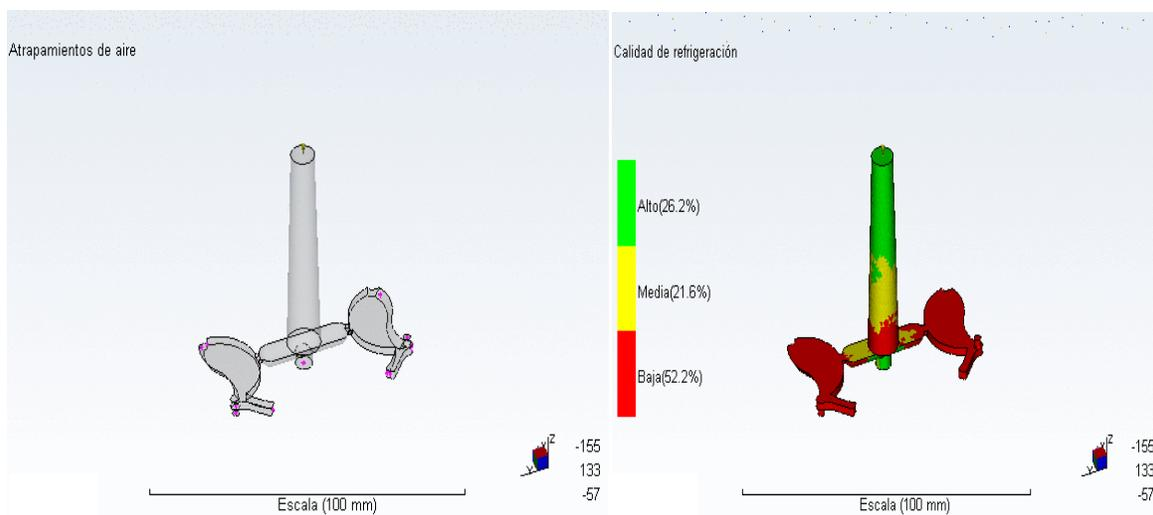 Atrapamientos de aire
Z
Y
-155
133
-57
Escala (100 mm)
Calidad de refrigeración
Alto(26.2%)
Media(21.6%)
Baja(52.2%)
Z
Y
-155
133
-57
Escala (100 mm)